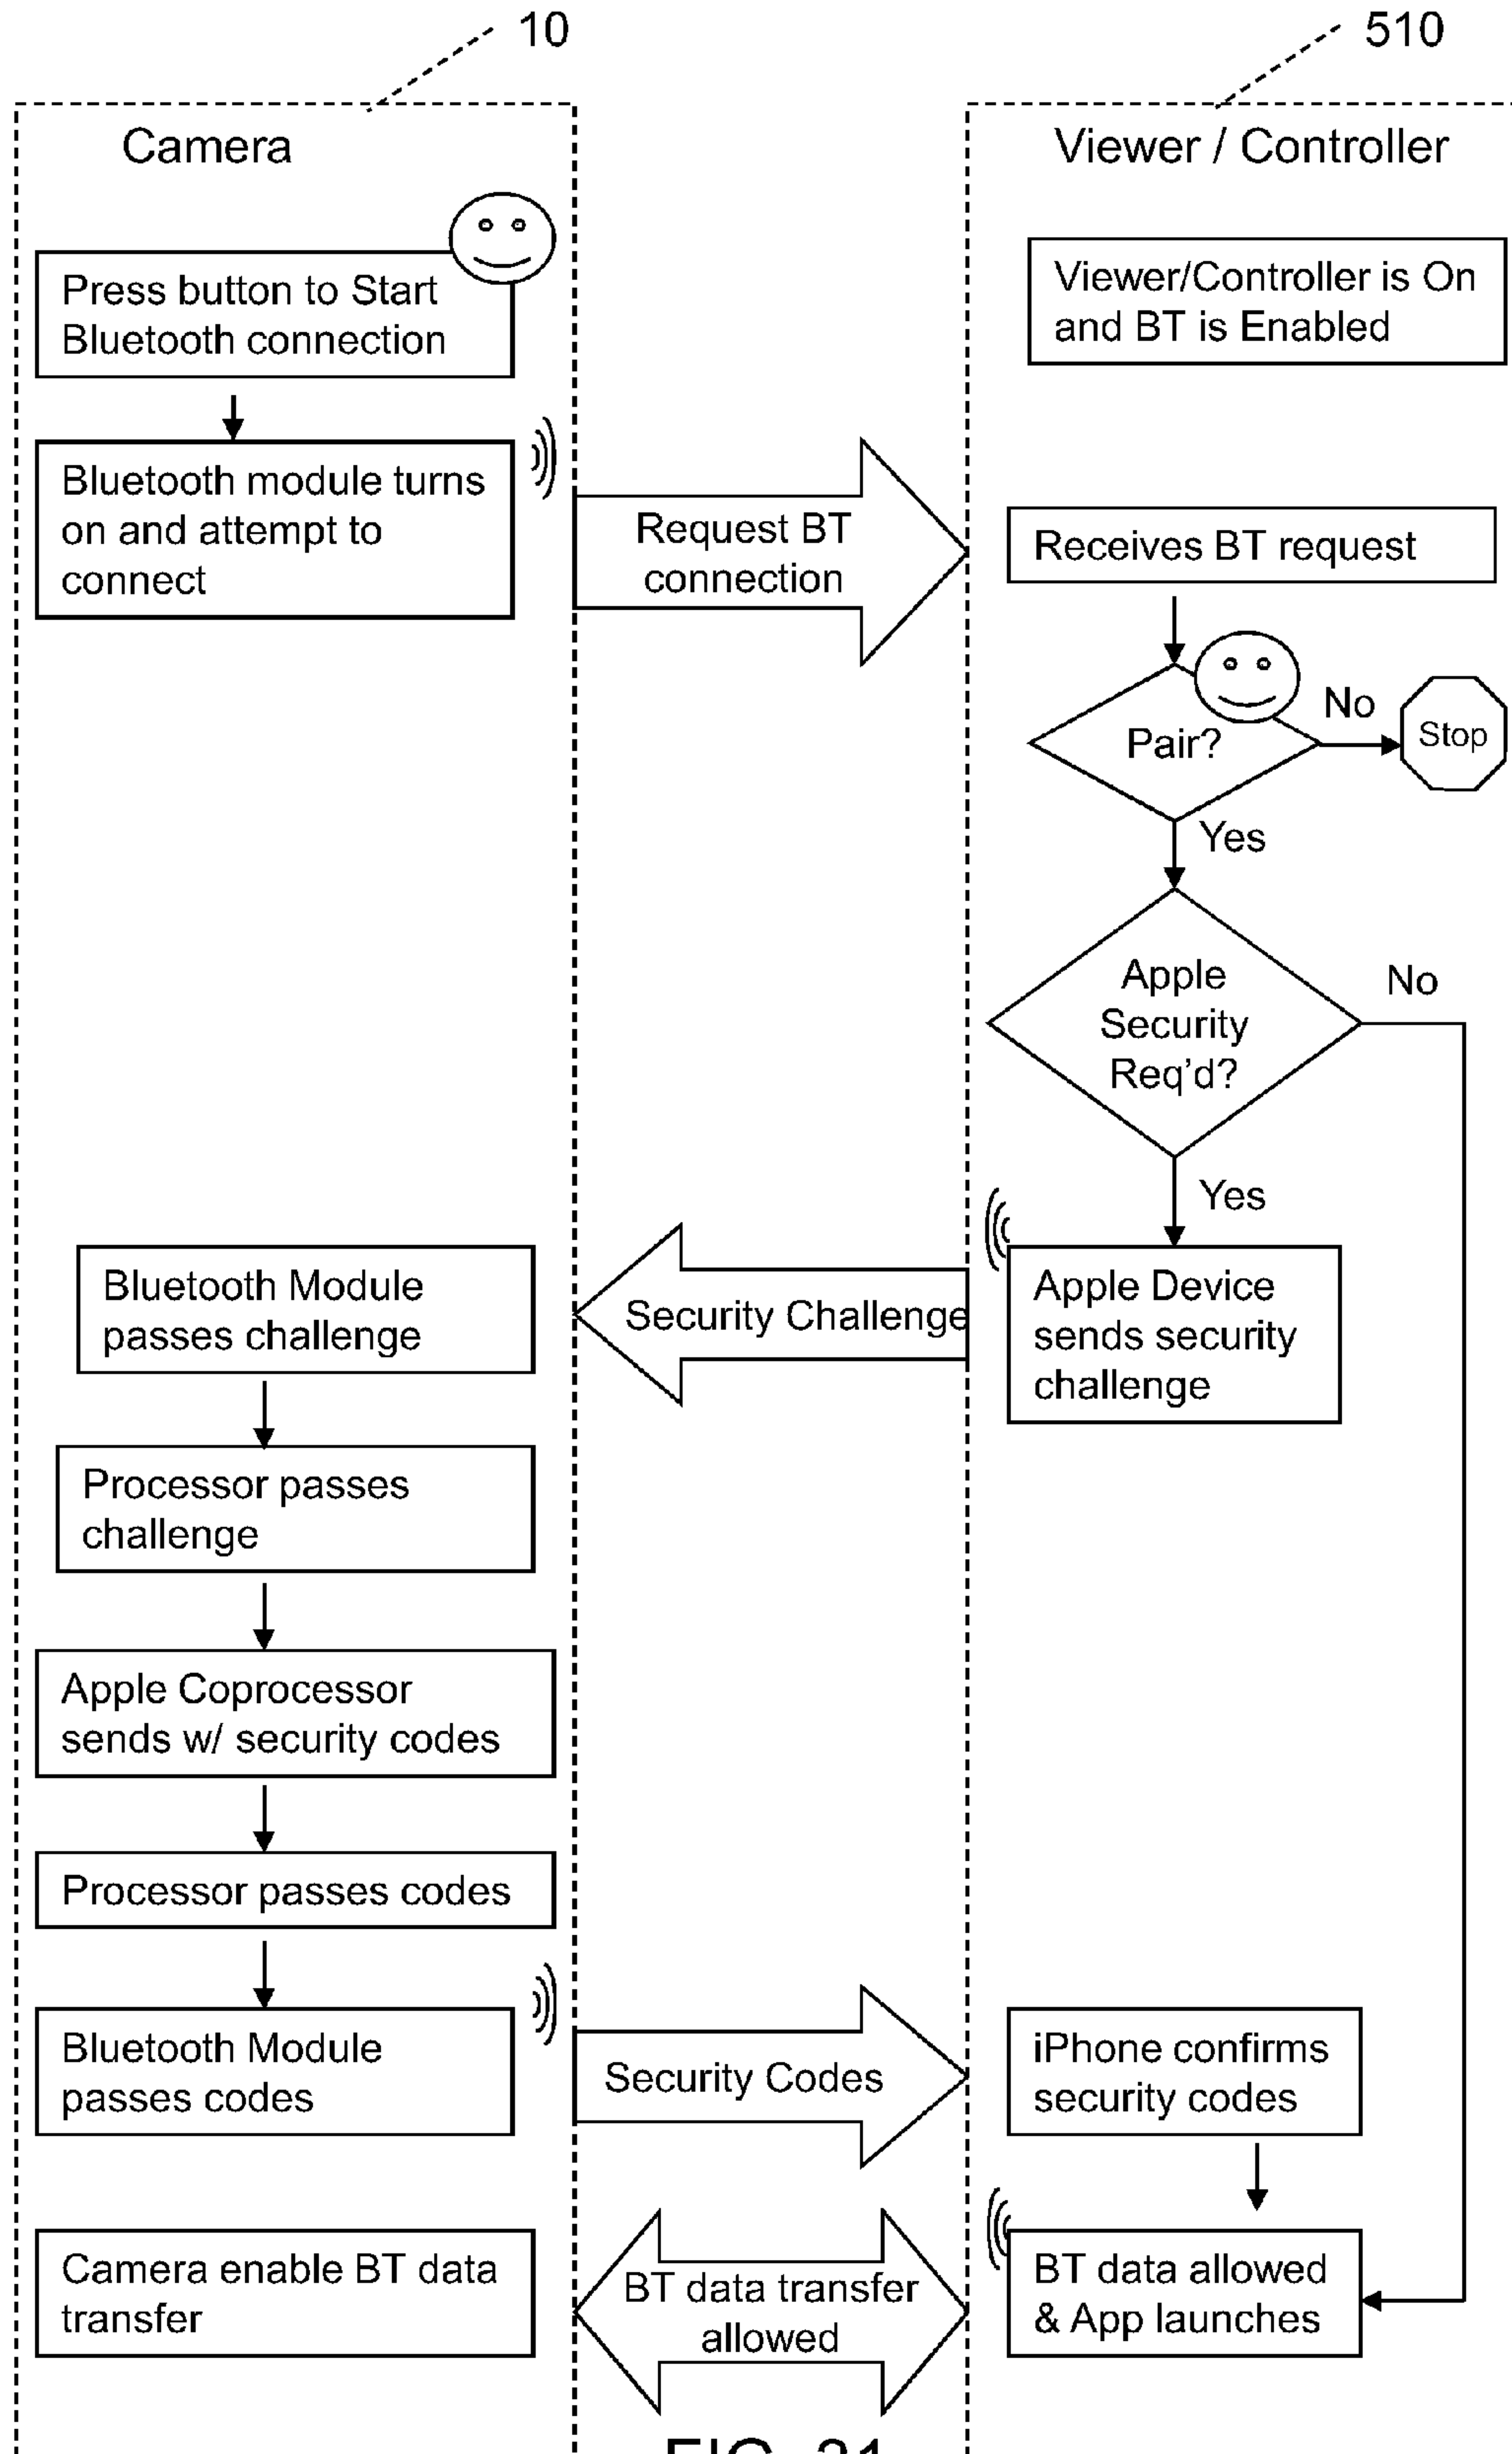 10
510
Camera
Viewer / Controller
Press button to Start
Bluetooth connection
Viewer/Controller is On
and BT is Enabled
Bluetooth module turns
on and attempt to
connect
Request BT
connection
Receives BT request
Pair?
No
Stop
Yes
Apple
Security
Req'd?
No
Yes
Apple Device
sends security
challenge
Security Challenge
Bluetooth Module
passes challenge
Processor passes
challenge
Apple Coprocessor
sends w/ security codes
Processor passes codes
Bluetooth Module
passes codes
Security Codes
iPhone confirms
security codes
Camera enable BT data
transfer
BT data transfer
allowed
BT data allowed
& App launches